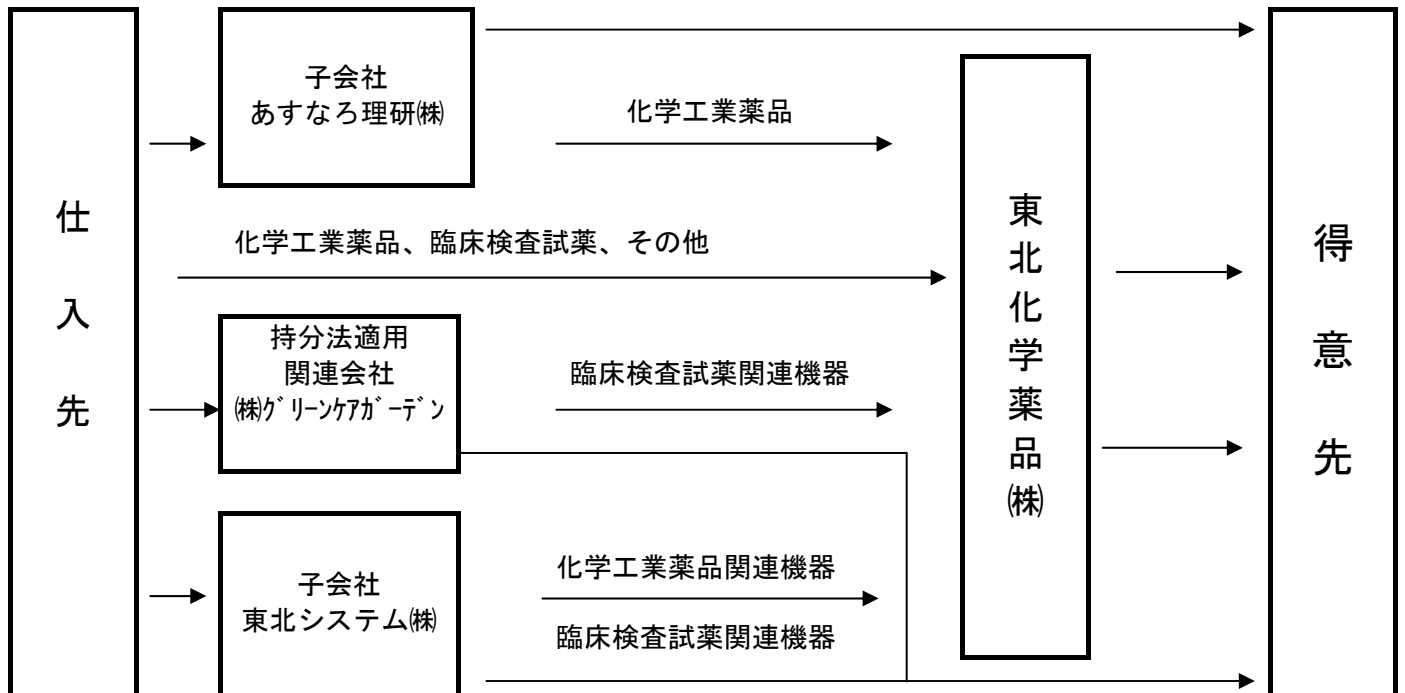 仕入先
子会社
あすなろ理研㈱
化学工業薬品
化学工業薬品、臨床検査試薬、その他
持分法適用
関連会社
㈱ｸﾞﾘｰﾝｹｱｶﾞｰﾃﾞﾝ
臨床検査試薬関連機器
子会社
東北システム㈱
化学工業薬品関連機器
臨床検査試薬関連機器
東北化学薬品㈱
得意先